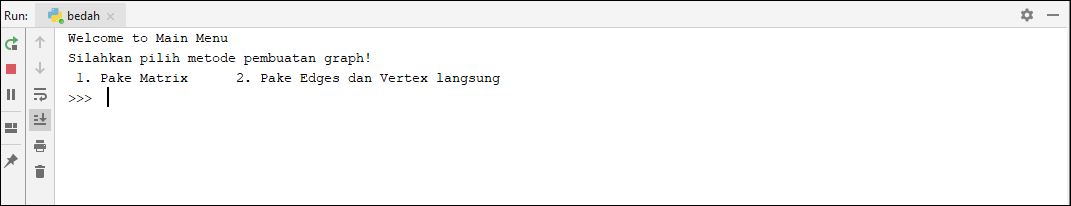 Run: bedah
Welcome to Main Menu
Silahkan pilih metode pembuatan graph!
1. Pake Matrix 2. Pake Edges dan Vertex langsung
>>>